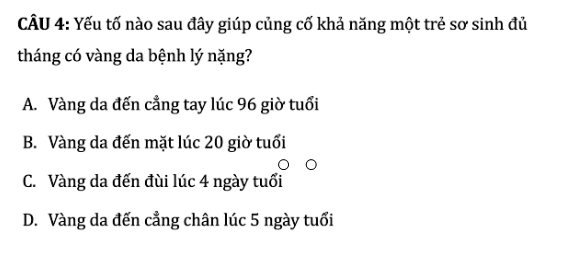 CÂU 4: Yếu tố nào sau đây giúp củng cố khả năng một trẻ sơ sinh đủ
tháng có vàng da bệnh lý nặng?
A. Vàng da đến cẳng tay lúc 96 giờ tuổi
B. Vàng da đến mặt lúc 20 giờ tuổi
C. Vàng da đến đùi lúc 4 ngày tuổi
D. Vàng da đến cẳng chân lúc 5 ngày tuổi